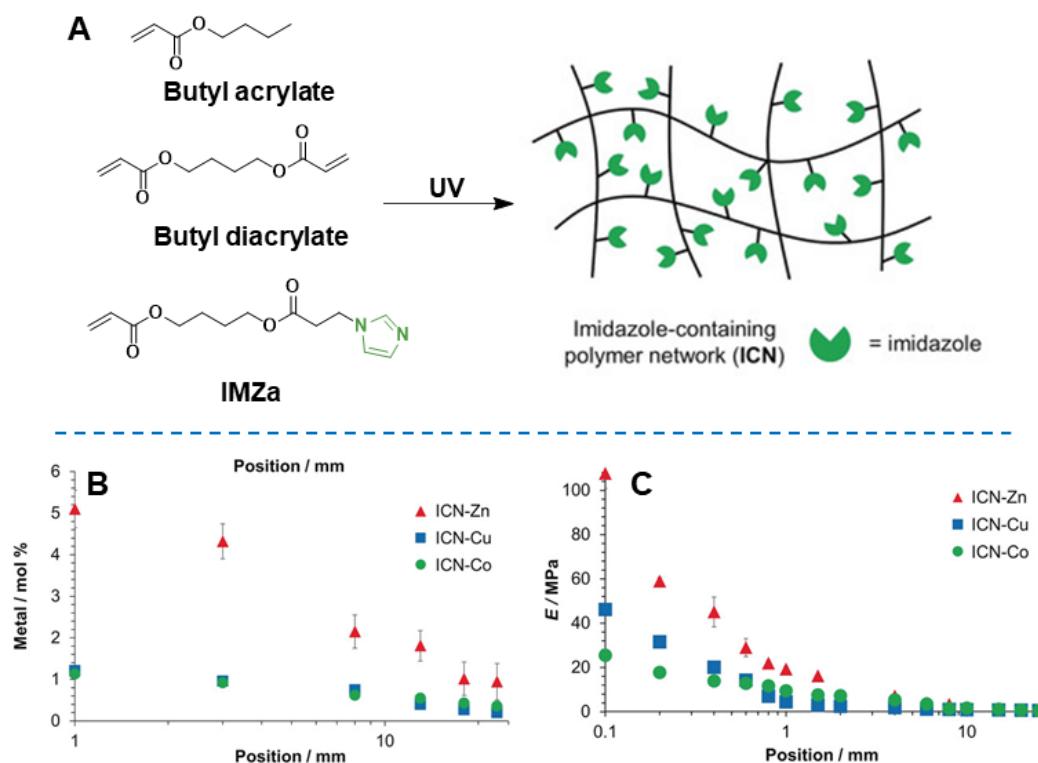 A
O
O
Butyl acrylate
O
O
O
O
Butyl diacrylate
UV
O
O
O
O
N
N
IMZa
Imidazole-containing
polymer network (ICN)
= imidazole
Position / mm
B
6
5
4
3
2
1
0
Metal / mol %
ICN-Zn
ICN-Cu
ICN-Co
1
10
Position / mm
C
100
80
60
40
20
0
E / MPa
ICN-Zn
ICN-Cu
ICN-Co
0.1
1
10
Position / mm